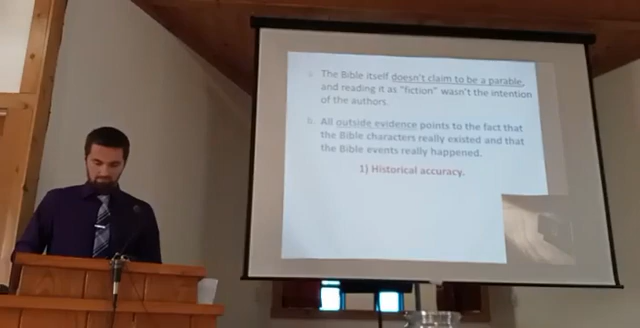 a. The Bible itself doesn't claim to be a parable,
and reading it as "fiction" wasn't the intention
of the authors.
b. All outside evidence points to the fact that
the Bible characters really existed and that
the Bible events really happened.
1) Historical accuracy.